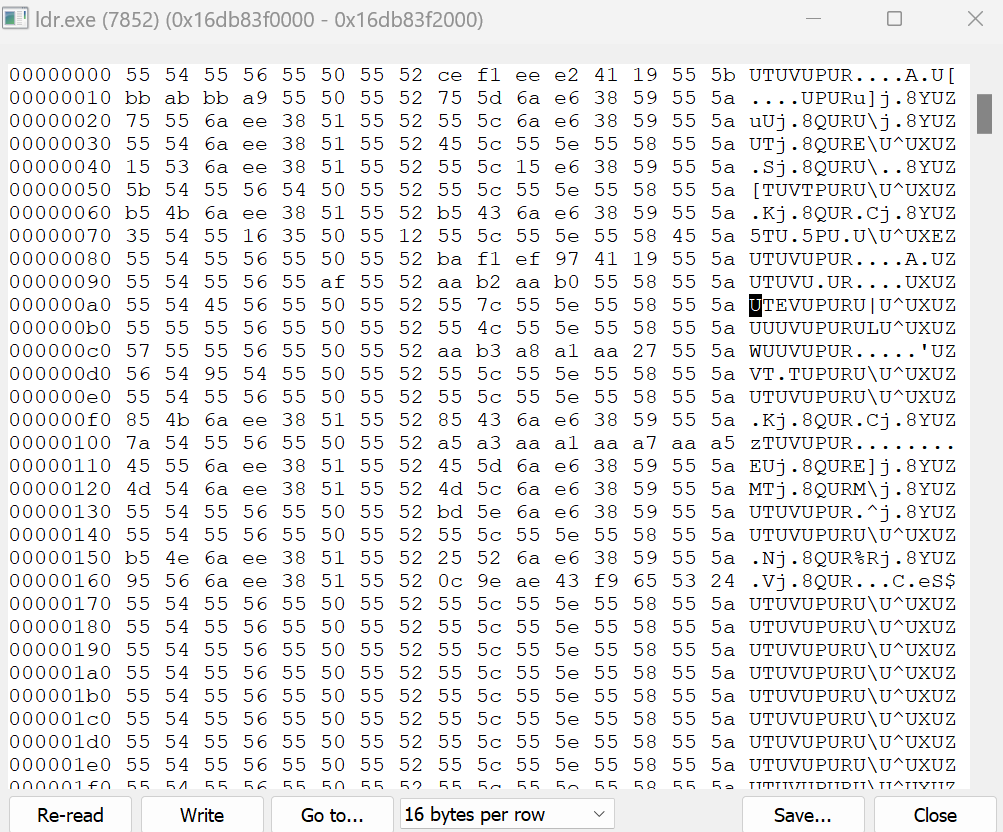 ldr.exe (7852) (0x16db83f0000 - 0x16db83f2000)
00000000 55 54 55 56 55 50 55 52 ce f1 ee e2 41 19 55 5b UTUVUPUR....A.U[
00000010 bb ab bb a9 55 50 55 52 75 5d 6a e6 38 59 55 5a ....UPURu]j.8YUZ
00000020 75 55 6a ee 38 51 55 52 55 5c 6a e6 38 59 55 5a uUj.8QURU\j.8YUZ
00000030 55 54 6a ee 38 51 55 52 45 5c 55 5e 55 58 55 5a UTj.8QURE\U^UXUZ
00000040 15 53 6a ee 38 51 55 52 55 5c 15 e6 38 59 55 5a .Sj.8QURU\..8YUZ
00000050 5b 54 55 56 54 50 55 52 55 5c 55 5e 55 58 55 5a [TUVTPURU\U^UXUZ
00000060 b5 4b 6a ee 38 51 55 52 b5 43 6a e6 38 59 55 5a .Kj.8QUR.Cj.8YUZ
00000070 35 54 55 16 35 50 55 12 55 5c 55 5e 55 58 45 5a 5TU.5PU.U\U^UXEZ
00000080 55 54 55 56 55 50 55 52 ba f1 ef 97 41 19 55 5a UTUVUPUR....A.UZ
00000090 55 54 55 56 55 af 55 52 aa b2 aa b0 55 58 55 5a UTUVU.UR....UXUZ
000000a0 55 54 45 56 55 50 55 52 55 7c 55 5e 55 58 55 5a UTEVUPURU|U^UXUZ
000000b0 55 55 55 56 55 50 55 52 55 4c 55 5e 55 58 55 5a UUUVUPURULU^UXUZ
000000c0 57 55 55 56 55 50 55 52 aa b3 a8 a1 aa 27 55 5a WUUVUPUR.....'UZ
000000d0 56 54 95 54 55 50 55 52 55 5c 55 5e 55 58 55 5a VT.TUPURU\U^UXUZ
000000e0 55 54 55 56 55 50 55 52 55 5c 55 5e 55 58 55 5a UTUVUPURU\U^UXUZ
000000f0 85 4b 6a ee 38 51 55 52 85 43 6a e6 38 59 55 5a .Kj.8QUR.Cj.8YUZ
00000100 7a 54 55 56 55 50 55 52 a5 a3 aa a1 aa a7 aa a5 zTUVUPUR........
00000110 45 55 6a ee 38 51 55 52 45 5d 6a e6 38 59 55 5a EUj.8QURE]j.8YUZ
00000120 4d 54 6a ee 38 51 55 52 4d 5c 6a e6 38 59 55 5a MTj.8QURM\j.8YUZ
00000130 55 54 55 56 55 50 55 52 bd 5e 6a e6 38 59 55 5a UTUVUPUR.^j.8YUZ
00000140 55 54 55 56 55 50 55 52 55 5c 55 5e 55 58 55 5a UTUVUPURU\U^UXUZ
00000150 b5 4e 6a ee 38 51 55 52 25 52 6a e6 38 59 55 5a .Nj.8QUR%Rj.8YUZ
00000160 95 56 6a ee 38 51 55 52 0c 9e ae 43 f9 65 53 24 .Vj.8QUR...C.eS$
00000170 55 54 55 56 55 50 55 52 55 5c 55 5e 55 58 55 5a UTUVUPURU\U^UXUZ
00000180 55 54 55 56 55 50 55 52 55 5c 55 5e 55 58 55 5a UTUVUPURU\U^UXUZ
00000190 55 54 55 56 55 50 55 52 55 5c 55 5e 55 58 55 5a UTUVUPURU\U^UXUZ
000001a0 55 54 55 56 55 50 55 52 55 5c 55 5e 55 58 55 5a UTUVUPURU\U^UXUZ
000001b0 55 54 55 56 55 50 55 52 55 5c 55 5e 55 58 55 5a UTUVUPURU\U^UXUZ
000001c0 55 54 55 56 55 50 55 52 55 5c 55 5e 55 58 55 5a UTUVUPURU\U^UXUZ
000001d0 55 54 55 56 55 50 55 52 55 5c 55 5e 55 58 55 5a UTUVUPURU\U^UXUZ
000001e0 55 54 55 56 55 50 55 52 55 5c 55 5e 55 58 55 5a UTUVUPURU\U^UXUZ
000001f0 55 54 55 56 55 50 55 52 55 5c 55 5e 55 58 55 5a UTUVUPURU\U^UXUZ
Re-read Write Go to... 16 bytes per row Save... Close